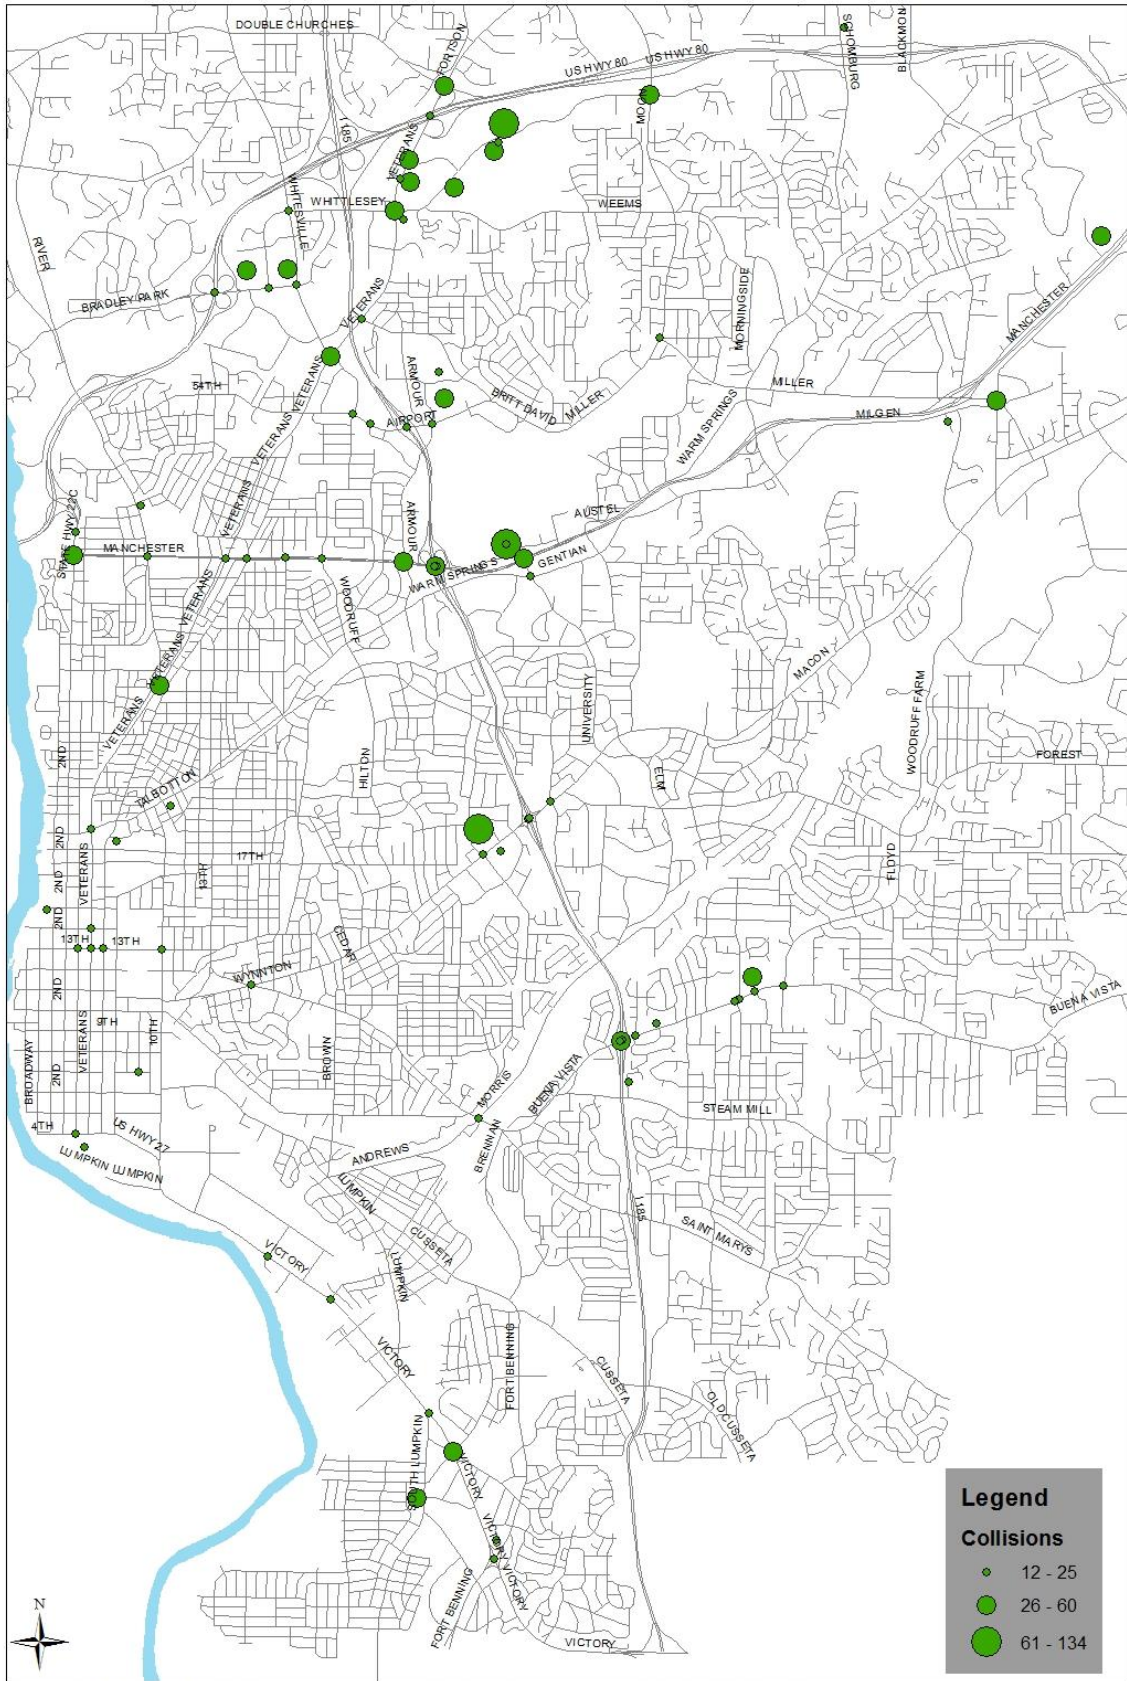 DOUBLE CHURCHES
FORTSON
US HWY 80
US HWY 80
SCHOMBURG
BLACKMON
I 185
MOON
VETERANS
WHITESVILLE
WHITTLESEY
WEEMS
RIVER
BRADLEY PARK
VETERANS
MORNINGSIDE
MANCHESTER
54TH
VETERANS
ARMOUR
BRITT DAVID
MILLER
MILLER
AIRPORT
MILGEN
WARM SPRINGS
VETERANS
VETERANS
STATE HWY 22C
MANCHESTER
ARMOUR
AUSTEL
WARM SPRINGS
GENTIAN
VETERANS
WOODRUFF
VETERANS
MACON
UNIVERSITY
WOODRUFF FARM
VETERANS
2ND
HILTON
ELM
FOREST
TALBOTTON
2ND
17TH
13TH
VETERANS
FLOYD
2ND
2ND
13TH
13TH
CEDAR
WYNNTON
2ND
BUENA VISTA
9TH
VETERANS
10TH
BROADWAY
2ND
BROWN
MORRIS
BUENA VISTA
STEAM MILL
4TH
US HWY 27
BRENNAN
LUMPKIN
LUMPKIN
ANDREWS
LUMPKIN
I 185
SAINT MARYS
CUSSETA
VICTORY
LUMPKIN
VICTORY
FORT BENNING
CUSSETA
OLD CUSSETA
SOUTH LUMPKIN
VICTORY
VICTORY
VICTORY
FORT BENNING
VICTORY
N
Legend
Collisions
12 - 25
26 - 60
61 - 134